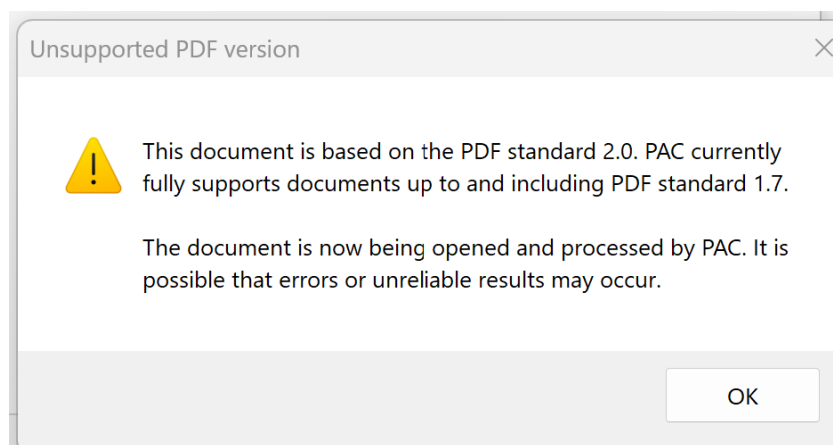 Unsupported PDF version
This document is based on the PDF standard 2.0. PAC currently
fully supports documents up to and including PDF standard 1.7.
The document is now being opened and processed by PAC. It is
possible that errors or unreliable results may occur.
OK